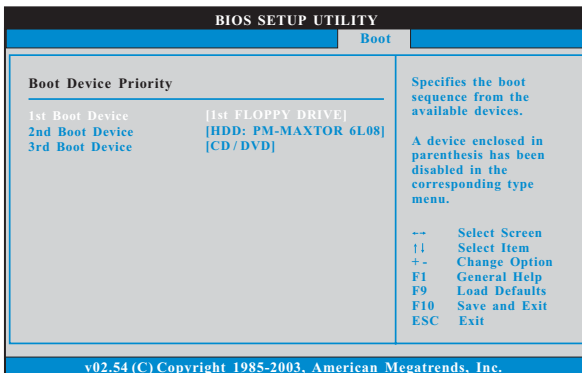 BIOS SETUP UTILITY
Boot
Boot Device Priority
1st Boot Device [1st FLOPPY DRIVE]
2nd Boot Device [HDD: PM-MAXTOR 6L08]
3rd Boot Device [CD/DVD]
Specifies the boot
sequence from the
available devices.
A device enclosed in
parenthesis has been
disabled in the
corresponding type
menu.
←→ Select Screen
↑↓ Select Item
+- Change Option
F1 General Help
F9 Load Defaults
F10 Save and Exit
ESC Exit
v02.54 (C) Copyright 1985-2003, American Megatrends, Inc.